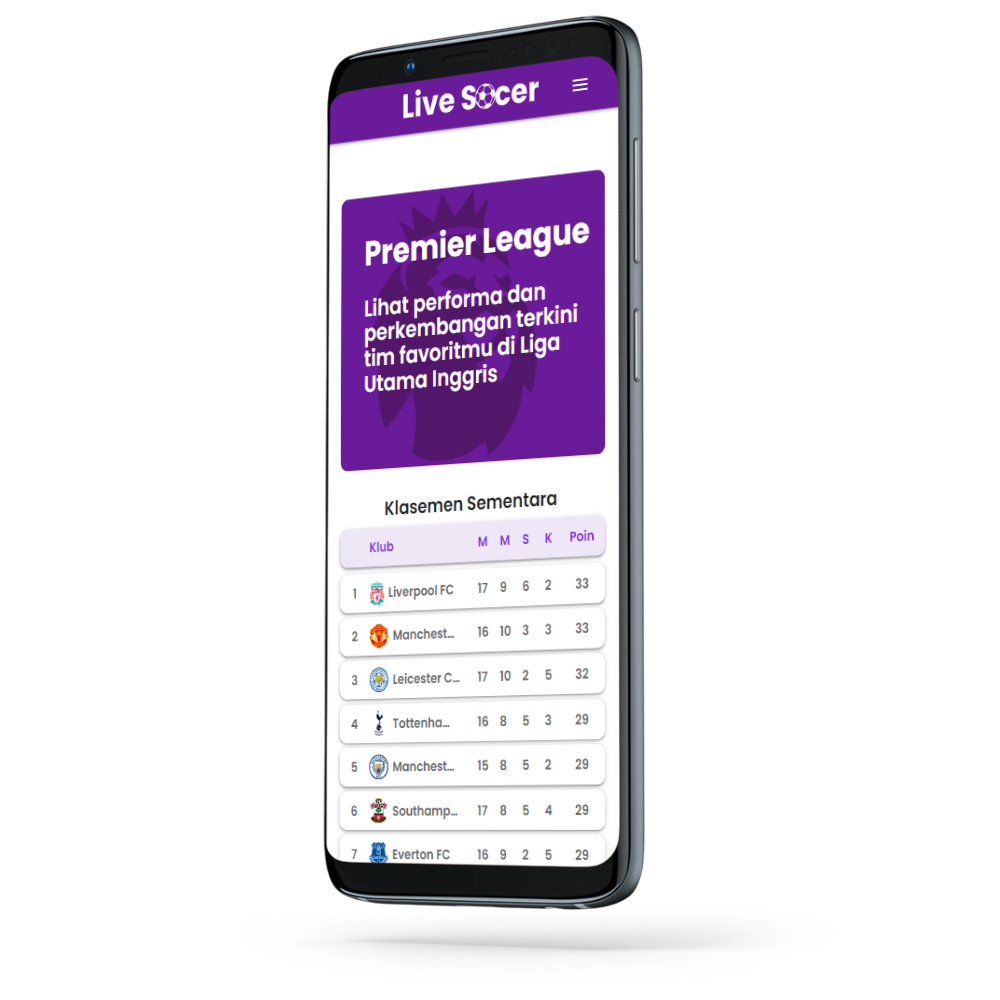 Live Soccer
Premier League
Lihat performa dan
perkembangan terkini
tim favoritmu di Liga
Utama Inggris
Klasemen Sementara
Klub M M S K Poin
1 Liverpool FC 17 9 6 2 33
2 Manchest... 16 10 3 3 33
3 Leicester C... 17 10 2 5 32
4 Tottenha... 16 8 5 3 29
5 Manchest... 15 8 5 2 29
6 Southamp... 17 8 5 4 29
7 Everton FC 16 9 2 5 29